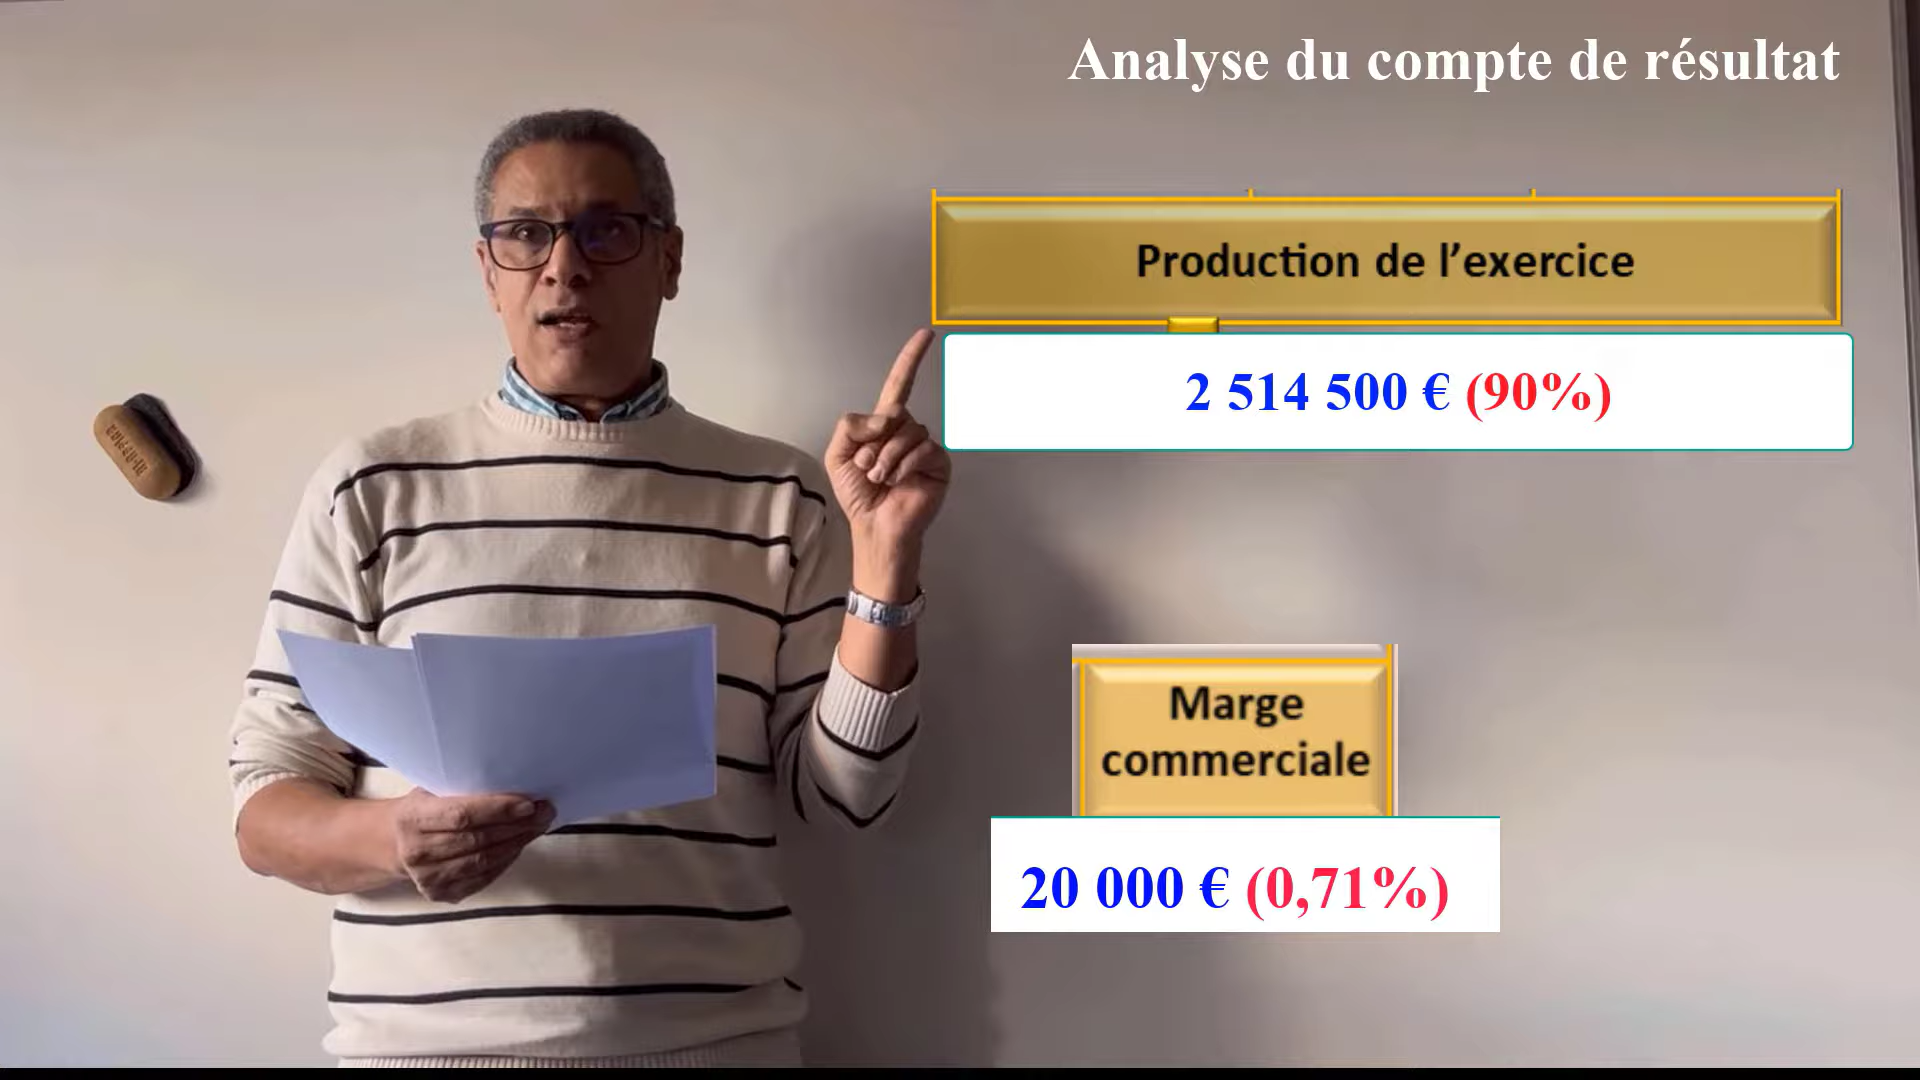 Analyse du compte de résultat
Production de l’exercice
2 514 500 € (90%)
Marge
commerciale
20 000 € (0,71%)